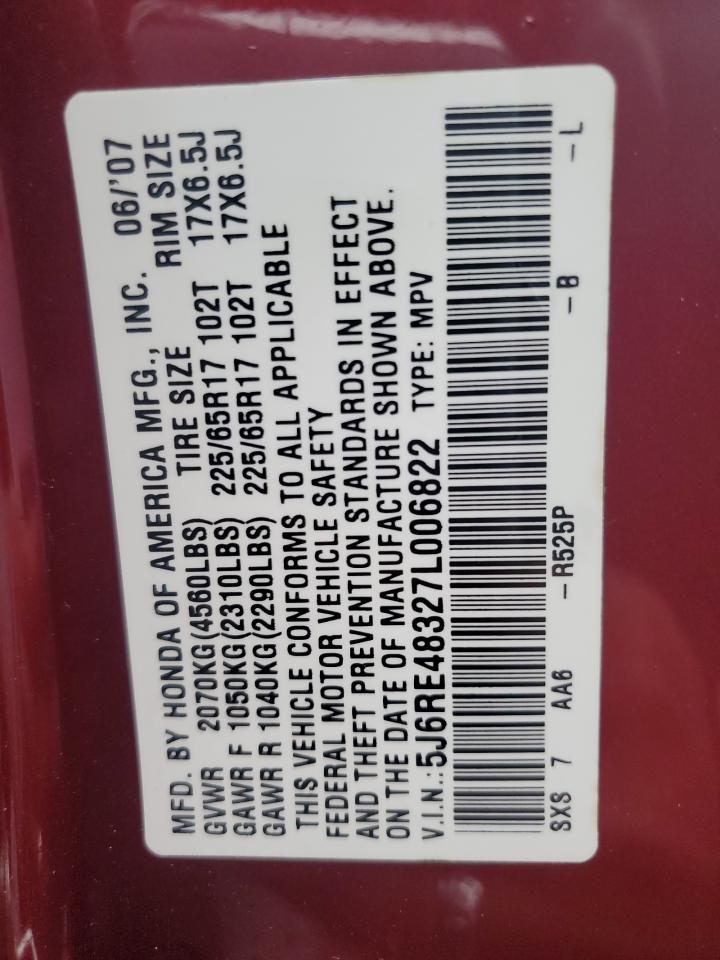 MFD. BY HONDA OF AMERICA MFG., INC. 06/'07
GVWR 2070KG(4560LBS) TIRE SIZE RIM SIZE
GAWR F 1050KG(2310LBS) 225/65R17 102T 17X6.5J
GAWR R 1040KG(2290LBS) 225/65R17 102T 17X6.5J
THIS VEHICLE CONFORMS TO ALL APPLICABLE
FEDERAL MOTOR VEHICLE SAFETY
AND THEFT PREVENTION STANDARDS IN EFFECT
ON THE DATE OF MANUFACTURE SHOWN ABOVE.
V.I.N.:5J6RE48327L006822 TYPE: MPV
SXS 7 AA6 -R525P -B -L